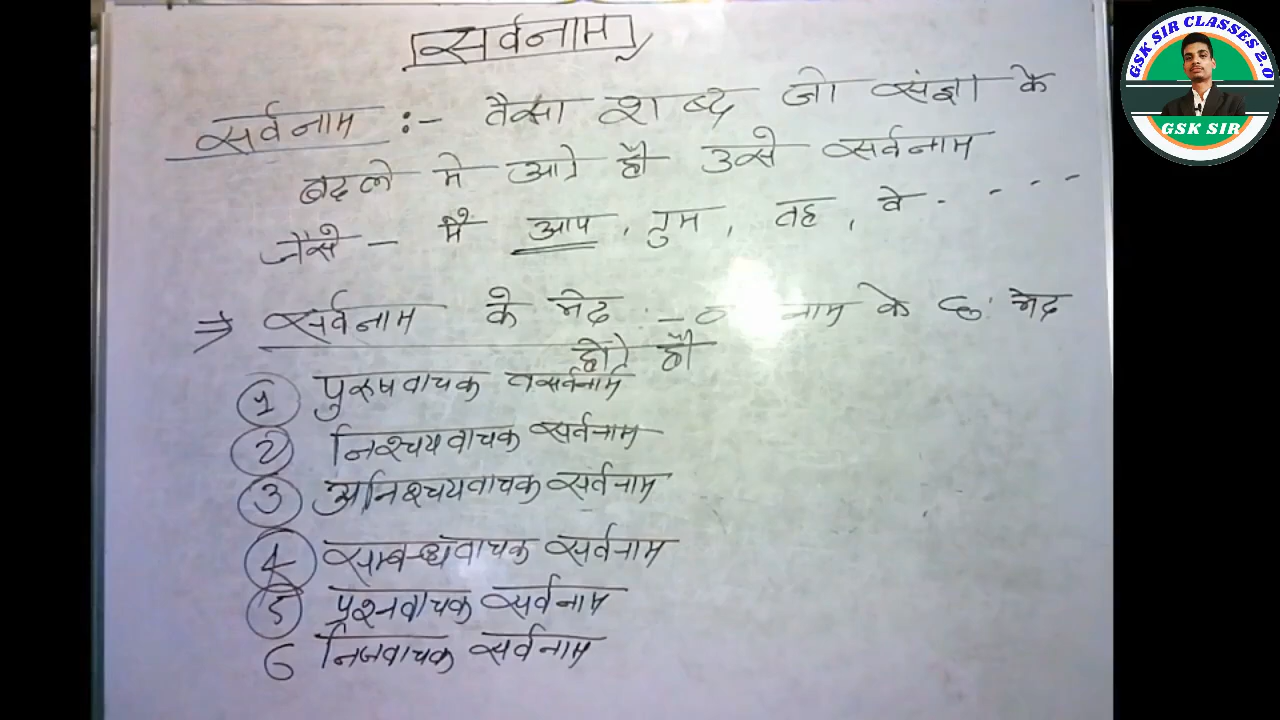 सर्वनाम
GSK SIR CLASSES 2.0
GSK SIR
सर्वनाम :- वैसा शब्द जो संज्ञा के
बदले मे आते हौ उसे सर्वनाम
जैसे - मैं आप, तुम, वह, वे - - - -
⇒ सर्वनाम के भेद :- नाम के छ: भेद
होते हौ
1 पुरुषवाचक सर्वनाम
2 निश्चयवाचक सर्वनाम
3 अनिश्चयवाचक सर्वनाम
4 सम्बन्धवाचक सर्वनाम
5 प्रश्नवाचक सर्वनाम
6 निजवाचक सर्वनाम